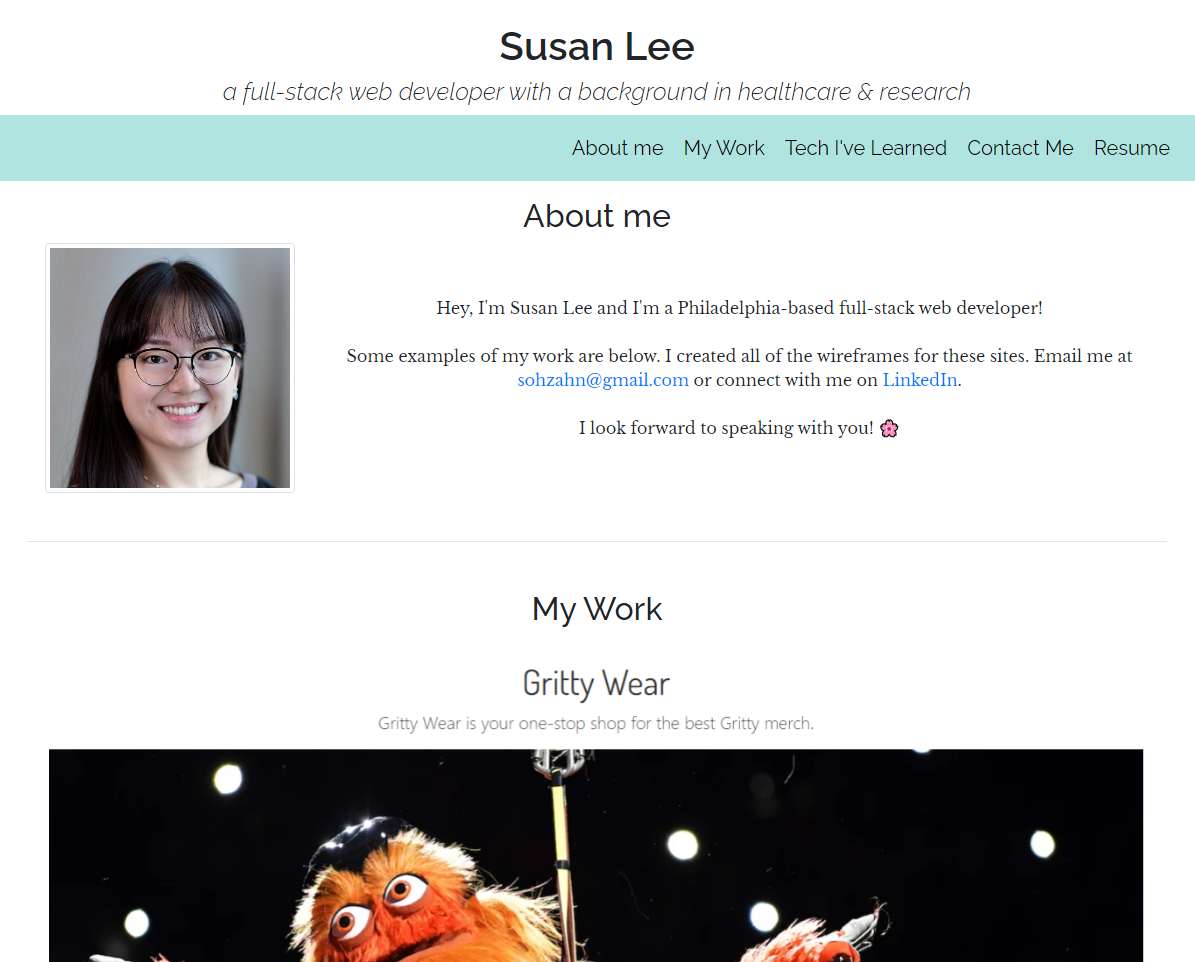 Susan Lee
a full-stack web developer with a background in healthcare & research
About me My Work Tech I've Learned Contact Me Resume
About me
Hey, I'm Susan Lee and I'm a Philadelphia-based full-stack web developer!
Some examples of my work are below. I created all of the wireframes for these sites. Email me at
sohzahn@gmail.com or connect with me on LinkedIn.
I look forward to speaking with you! 🌸
My Work
Gritty Wear
Gritty Wear is your one-stop shop for the best Gritty merch.